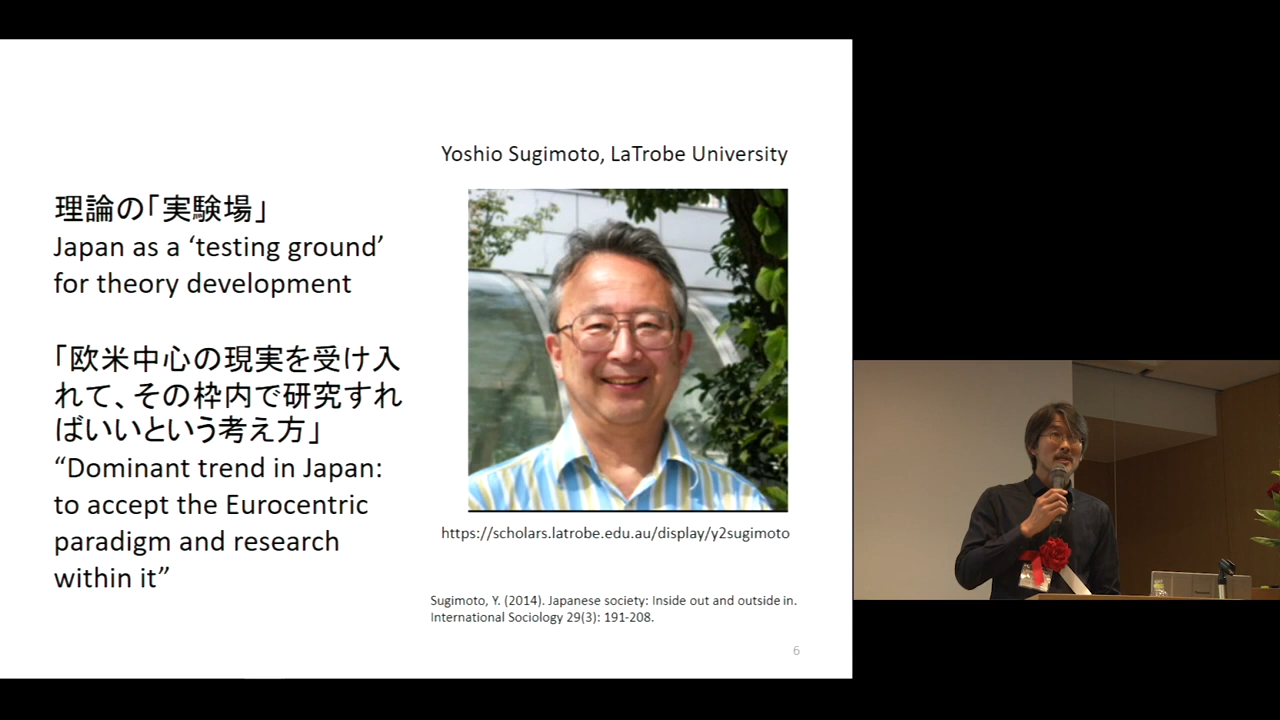 Yoshio Sugimoto, LaTrobe University
理論の「実験場」
Japan as a ‘testing ground’
for theory development
「欧米中心の現実を受け入
れて、その枠内で研究すれ
ばいいという考え方」
“Dominant trend in Japan:
to accept the Eurocentric
paradigm and research
within it”
https://scholars.latrobe.edu.au/display/y2sugimoto
Sugimoto, Y. (2014). Japanese society: Inside out and outside in.
International Sociology 29(3): 191-208.
6